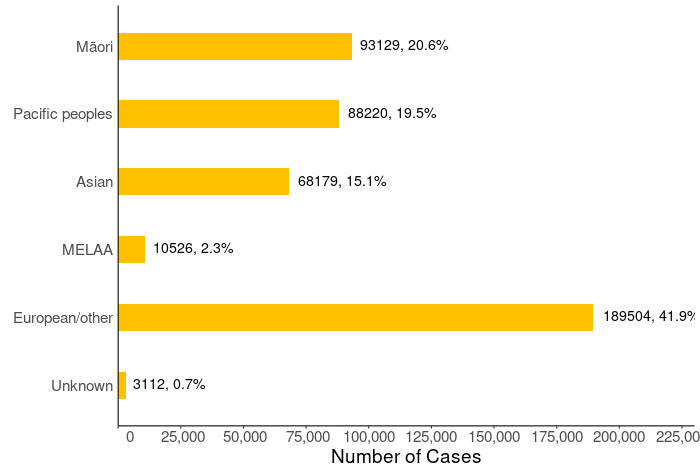 Māori 93129, 20.6%
Pacific peoples 88220, 19.5%
Asian 68179, 15.1%
MELAA 10526, 2.3%
European/other 189504, 41.9%
Unknown 3112, 0.7%
0 25,000 50,000 75,000 100,000 125,000 150,000 175,000 200,000 225,00
Number of Cases